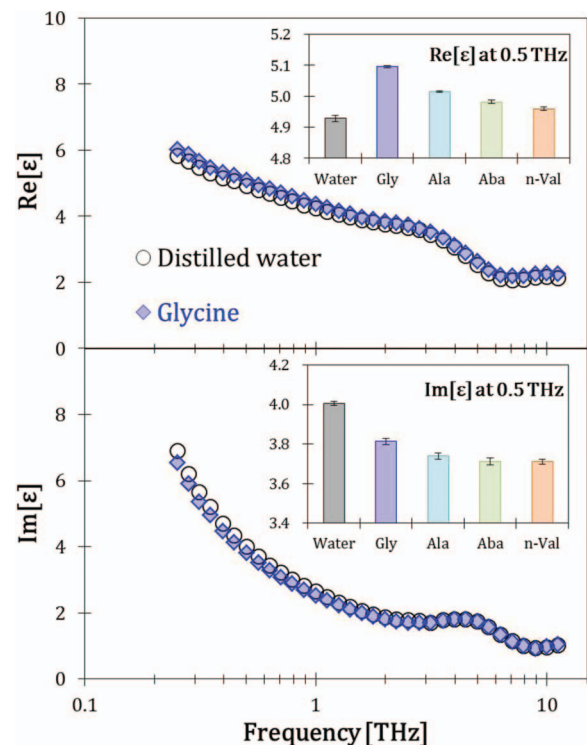 10
8
6
4
2
0
Re[ε]
Re[ε] at 0.5 THz
5.2
5.1
5.0
4.9
4.8
Water Gly Ala Aba n-Val
Distilled water
Glycine
8
6
4
2
0
Im[ε]
Im[ε] at 0.5 THz
4.2
4.0
3.8
3.6
3.4
Water Gly Ala Aba n-Val
0.1 1 10
Frequency [THz]